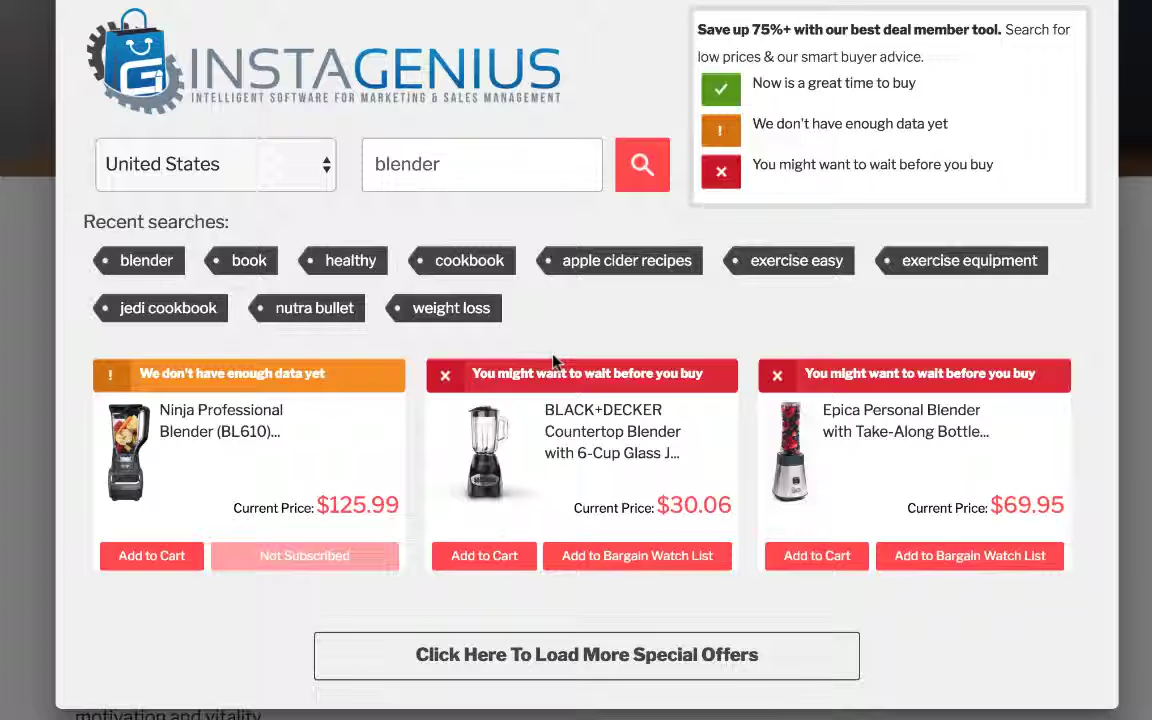 INSTAGENIUS
INTELLIGENT SOFTWARE FOR MARKETING & SALES MANAGEMENT
Save up 75%+ with our best deal member tool. Search for
low prices & our smart buyer advice.
Now is a great time to buy
We don't have enough data yet
You might want to wait before you buy
United States
blender
Recent searches:
blender
book
healthy
cookbook
apple cider recipes
exercise easy
exercise equipment
jedi cookbook
nutra bullet
weight loss
We don't have enough data yet
Ninja Professional
Blender (BL610)...
Current Price: $125.99
Add to Cart
Not Subscribed
You might want to wait before you buy
BLACK+DECKER
Countertop Blender
with 6-Cup Glass J...
Current Price: $30.06
Add to Cart
Add to Bargain Watch List
You might want to wait before you buy
Epica Personal Blender
with Take-Along Bottle...
Current Price: $69.95
Add to Cart
Add to Bargain Watch List
Click Here To Load More Special Offers
motivation and vitality